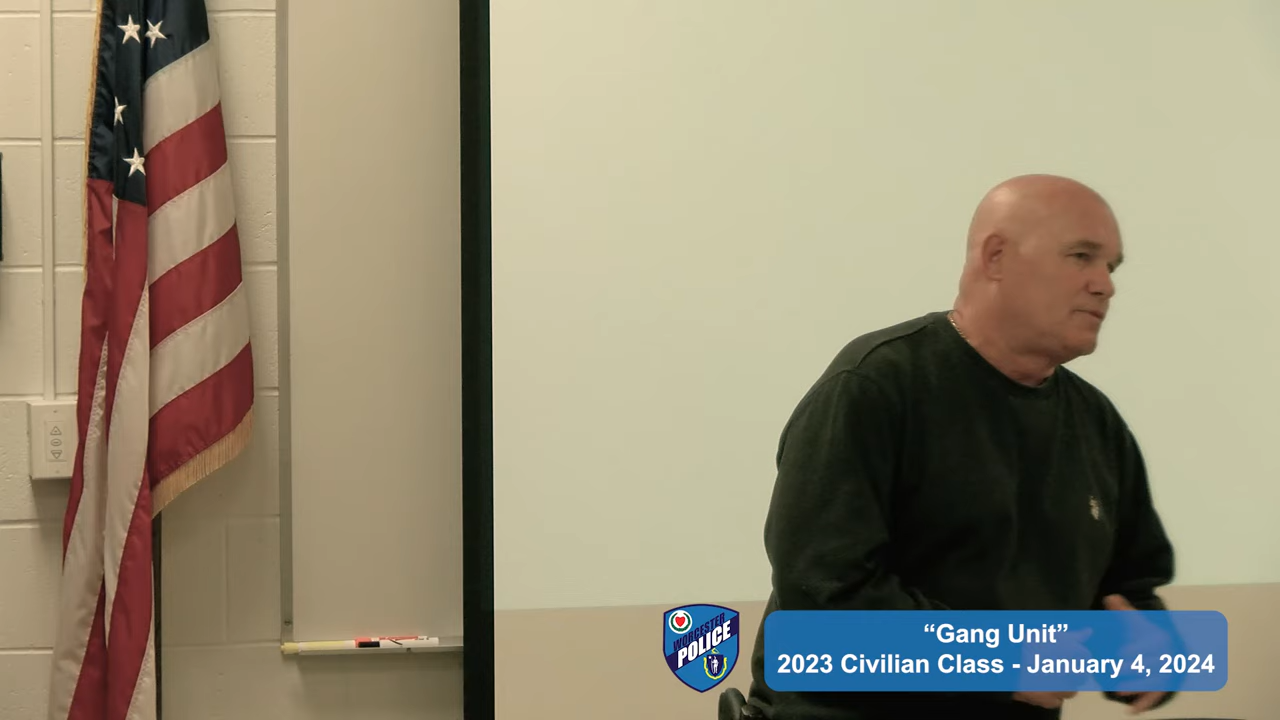 WORCESTER
POLICE
“Gang Unit”
2023 Civilian Class - January 4, 2024